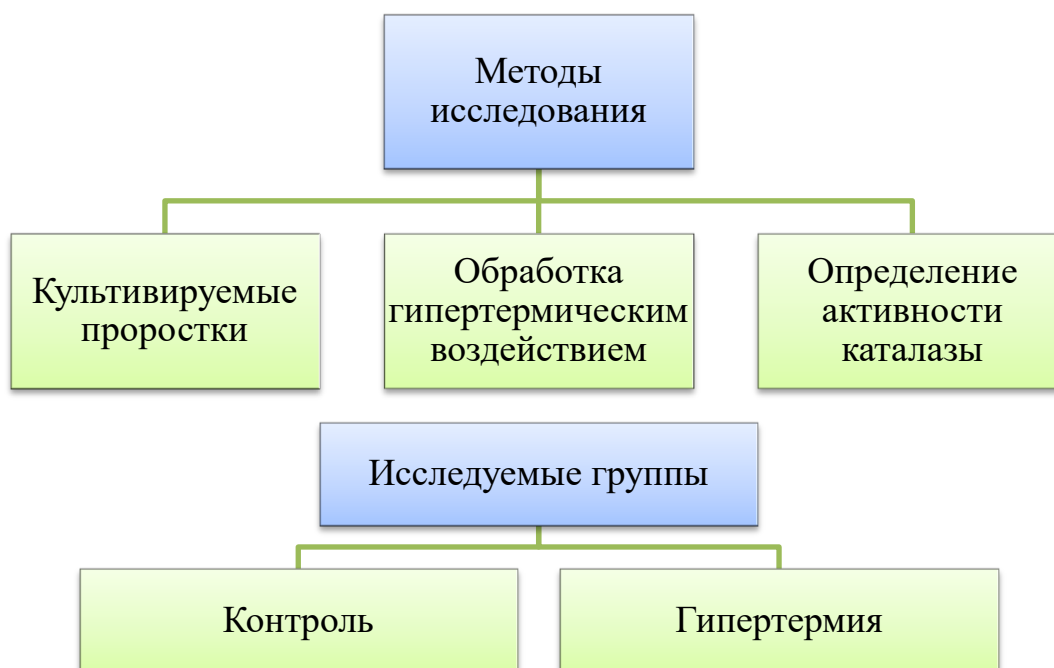 Методы
исследования
Культивируемые
проростки
Обработка
гипертермическим
воздействием
Определение
активности
каталазы
Исследуемые группы
Контроль
Гипертермия